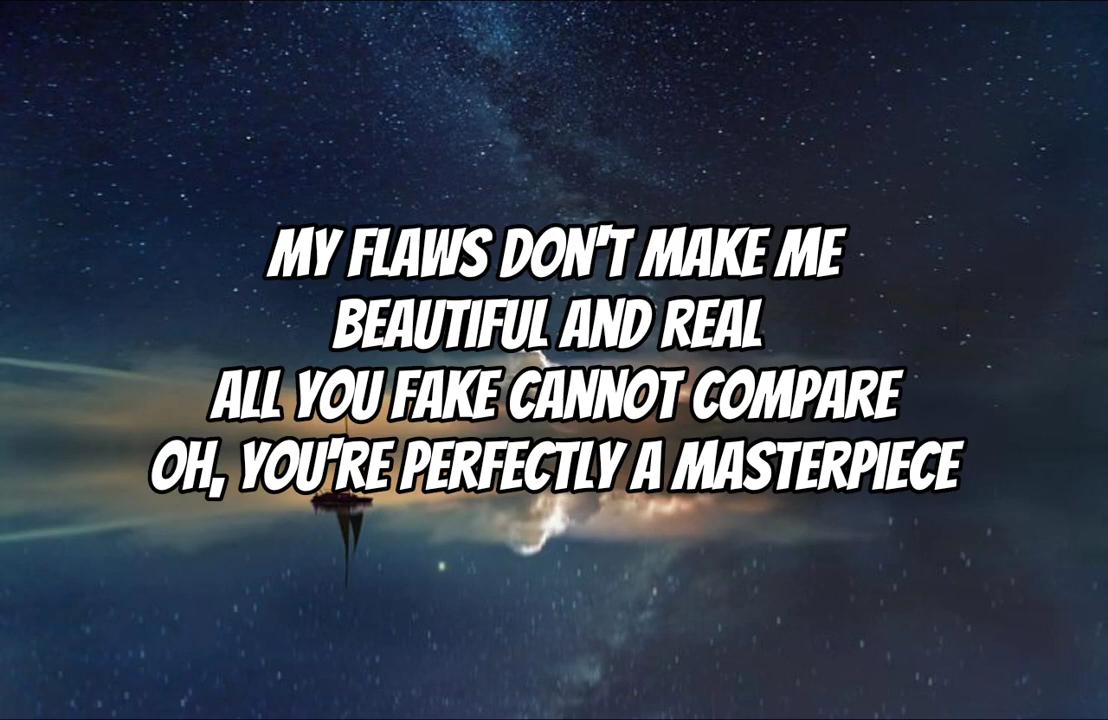 MY FLAWS DON'T MAKE ME
BEAUTIFUL AND REAL
ALL YOU FAKE CANNOT COMPARE
OH, YOU'RE PERFECTLY A MASTERPIECE